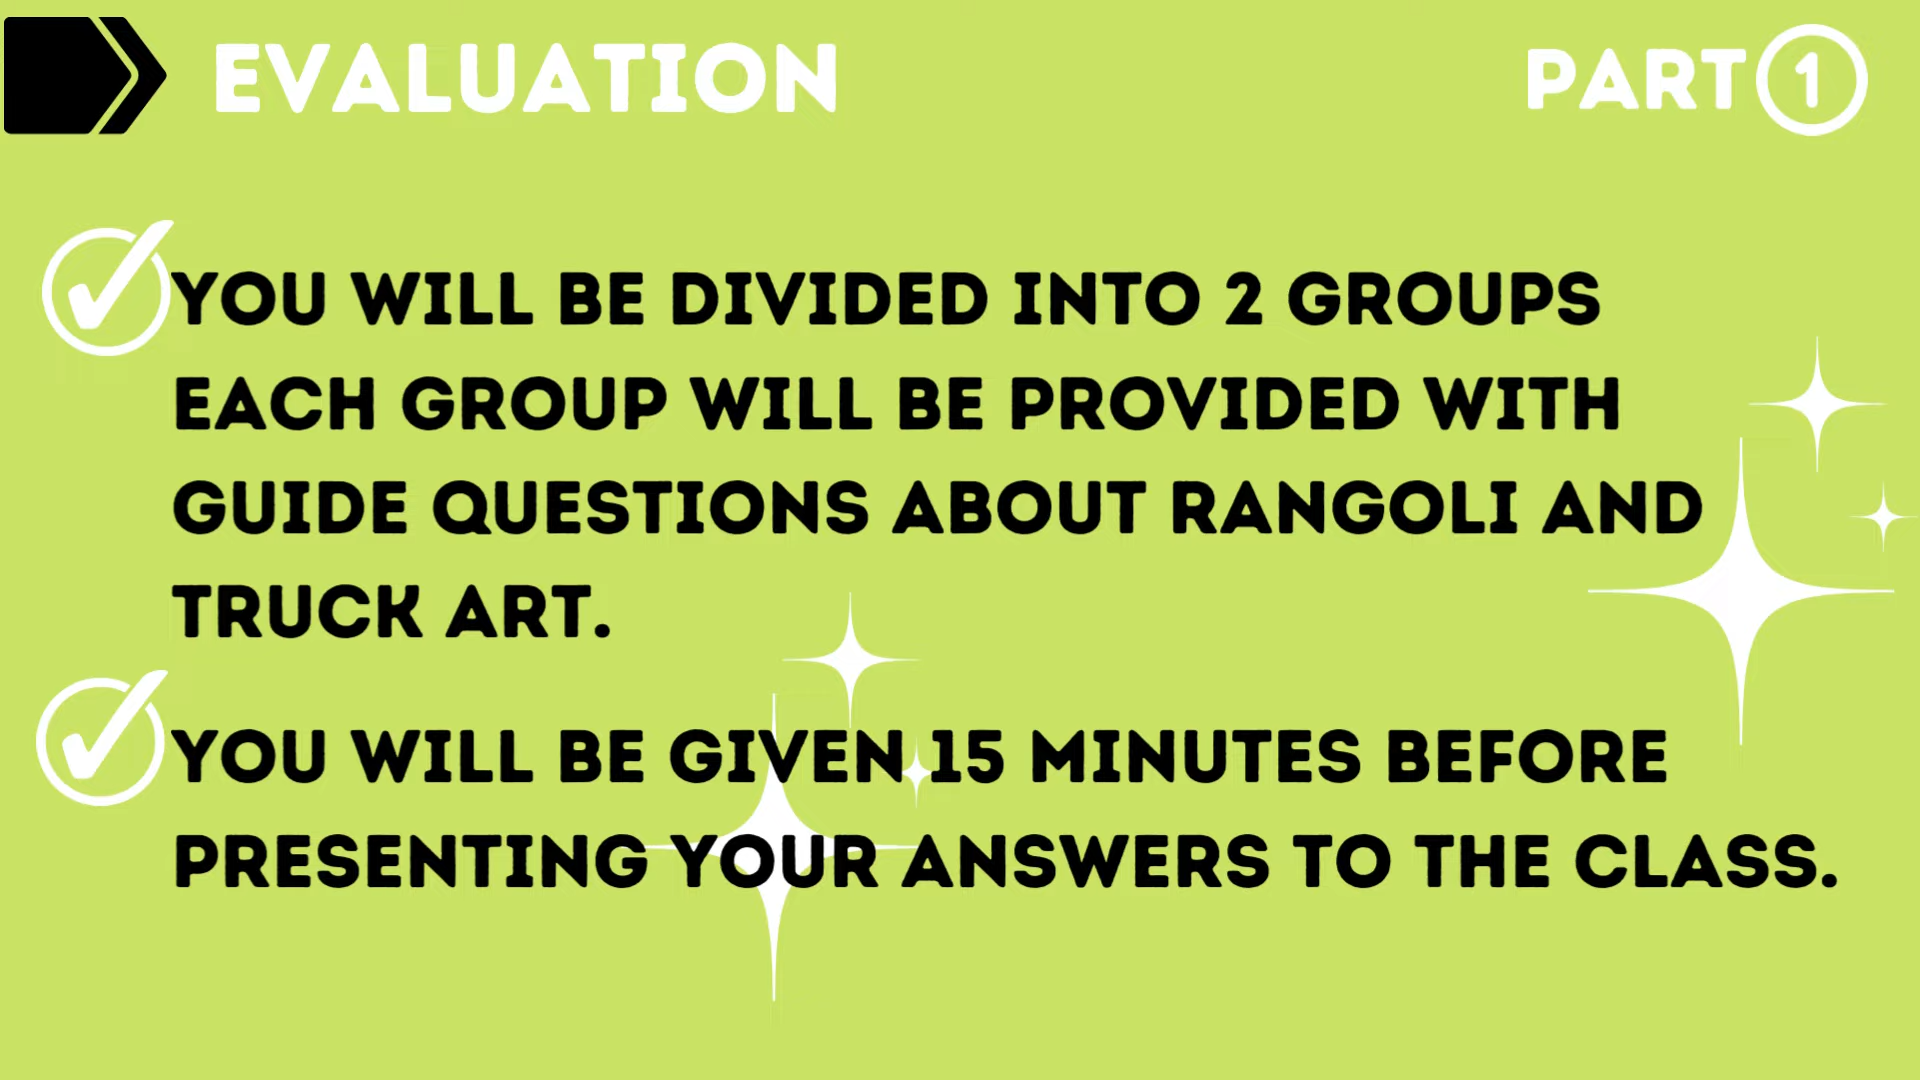 EVALUATION
PART 1
YOU WILL BE DIVIDED INTO 2 GROUPS
EACH GROUP WILL BE PROVIDED WITH
GUIDE QUESTIONS ABOUT RANGOLI AND
TRUCK ART.
YOU WILL BE GIVEN 15 MINUTES BEFORE
PRESENTING YOUR ANSWERS TO THE CLASS.